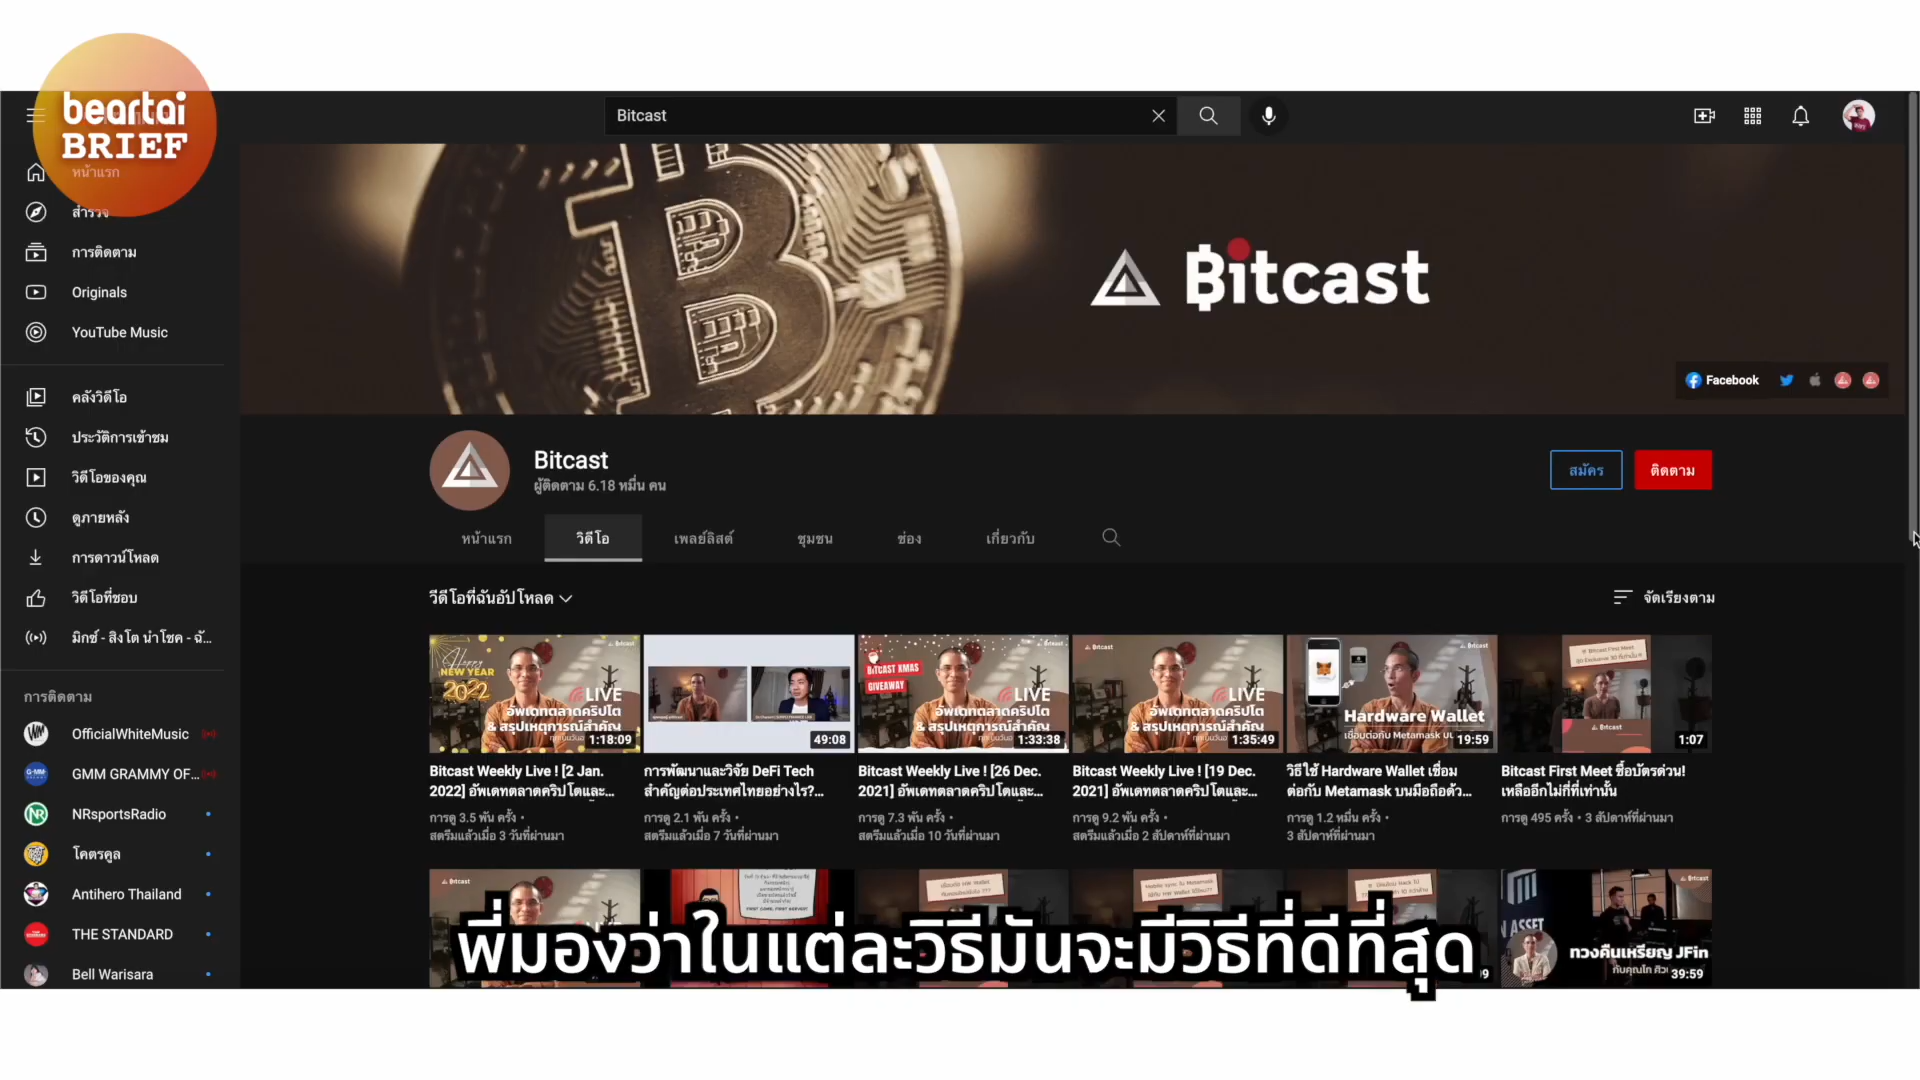 beartai
BRIEF
Bitcast
หน้าแรก
สำรวจ
การติดตาม
Originals
YouTube Music
คลังวิดีโอ
ประวัติการเข้าชม
วิดีโอของคุณ
ดูภายหลัง
การดาวน์โหลด
วิดีโอที่ชอบ
มิกซ์ - สิงโต นำโชค - ฉั...
การติดตาม
OfficialWhiteMusic
GMM GRAMMY OF...
NRsportsRadio
โคตรคูล
Antihero Thailand
THE STANDARD
Bell Warisara
Bitcast
Facebook
Bitcast
ผู้ติดตาม 6.18 หมื่น คน
สมัคร
ติดตาม
หน้าแรก
วิดีโอ
เพลย์ลิสต์
ชุมชน
ช่อง
เกี่ยวกับ
วิดีโอที่ฉันอัปโหลด
จัดเรียงตาม
Happy
NEW YEAR
2022
LIVE
อัพเดทตลาดคริปโต
& สรุปเหตุการณ์สำคัญ
1:18:09
49:08
BITCAST XMAS
GIVEAWAY
LIVE
อัพเดทตลาดคริปโต
& สรุปเหตุการณ์สำคัญ
1:33:38
Bitcast
LIVE
อัพเดทตลาดคริปโต
& สรุปเหตุการณ์สำคัญ
1:35:49
Bitcast
Hardware Wallet
เชื่อมต่อกับ Metamask
19:59
Bitcast First Meet
Bitcast
1:07
Bitcast Weekly Live ! [2 Jan.
2022] อัพเดทตลาดคริปโตและ...
การดู 3.5 พัน ครั้ง •
สตรีมแล้วเมื่อ 3 วันที่ผ่านมา
การพัฒนาและวิจัย DeFi Tech
สำคัญต่อประเทศไทยอย่างไร?...
การดู 2.1 พัน ครั้ง •
สตรีมแล้วเมื่อ 7 วันที่ผ่านมา
Bitcast Weekly Live ! [26 Dec.
2021] อัพเดทตลาดคริปโตและ...
การดู 7.3 พัน ครั้ง •
สตรีมแล้วเมื่อ 10 วันที่ผ่านมา
Bitcast Weekly Live ! [19 Dec.
2021] อัพเดทตลาดคริปโตและ...
การดู 9.2 พัน ครั้ง •
สตรีมแล้วเมื่อ 2 สัปดาห์ที่ผ่านมา
วิธีใช้ Hardware Wallet เชื่อม
ต่อกับ Metamask บนมือถือด้ว...
การดู 1.2 หมื่น ครั้ง •
3 สัปดาห์ที่ผ่านมา
Bitcast First Meet ซื้อบัตรด่วน!
เหลืออีกไม่กี่ที่เท่านั้น
การดู 495 ครั้ง • 3 สัปดาห์ที่ผ่านมา
Bitcast
Bitcast
ASSET
ทวงคืนเหรียญ JFin
39:59
พี่มองว่าในแต่ละวิธีมันจะมีวิธีที่ดีที่สุด